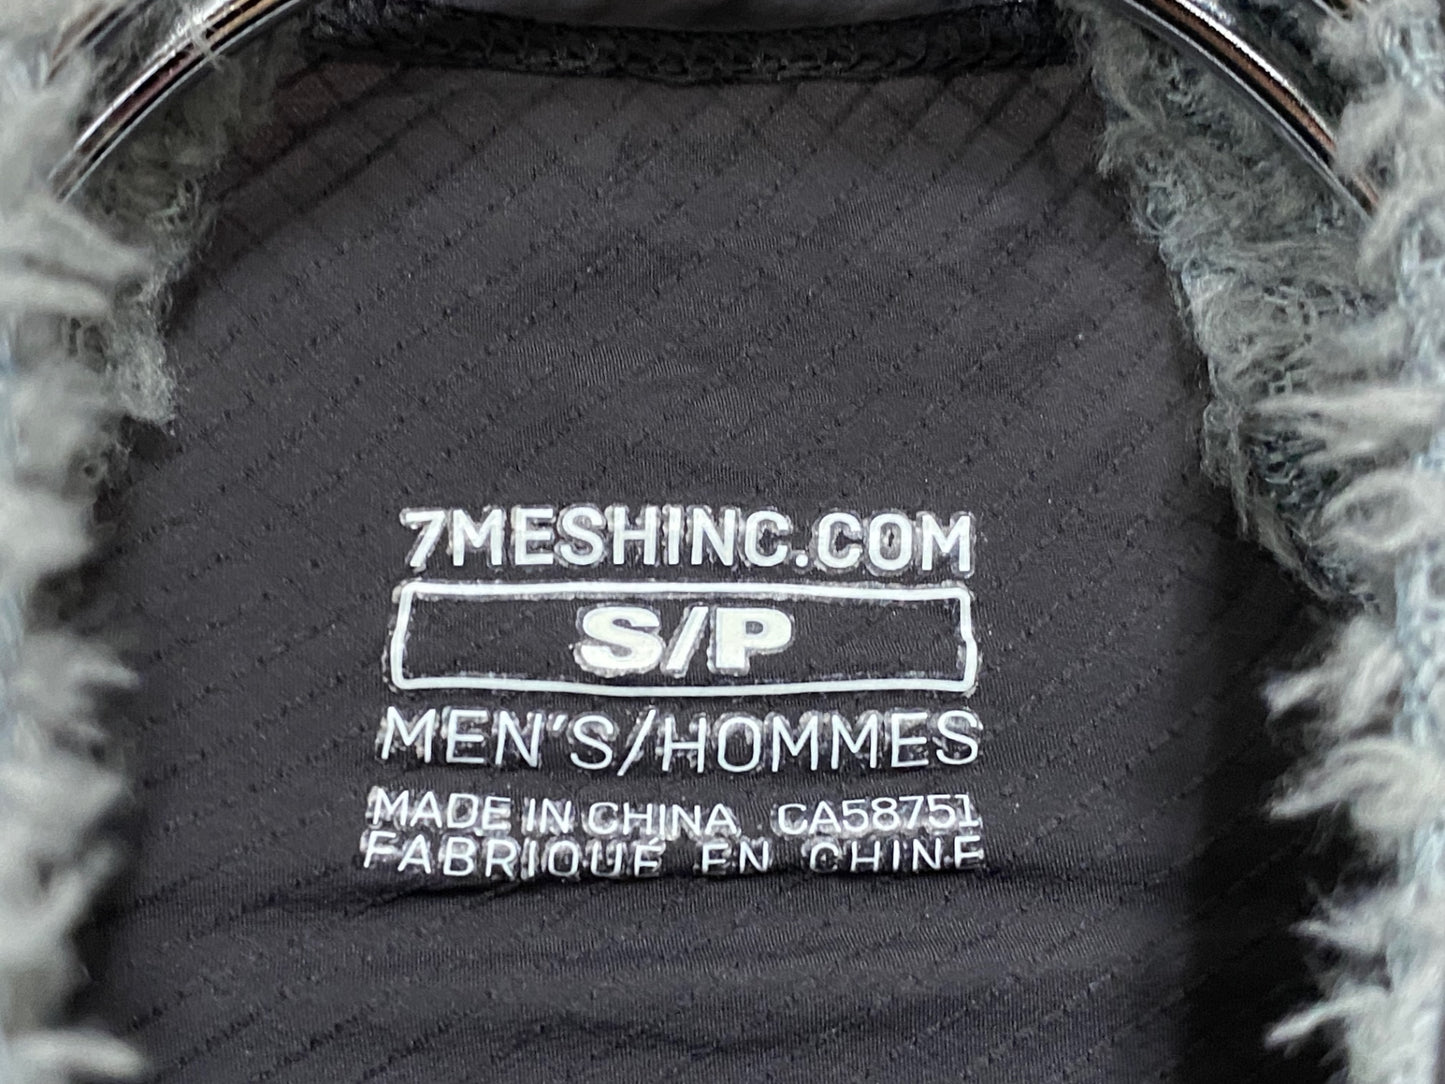 7MESHINC.COM
S/P
MEN'S/HOMMES
MADE IN CHINA CA58751
FABRIQUÉ EN CHINE